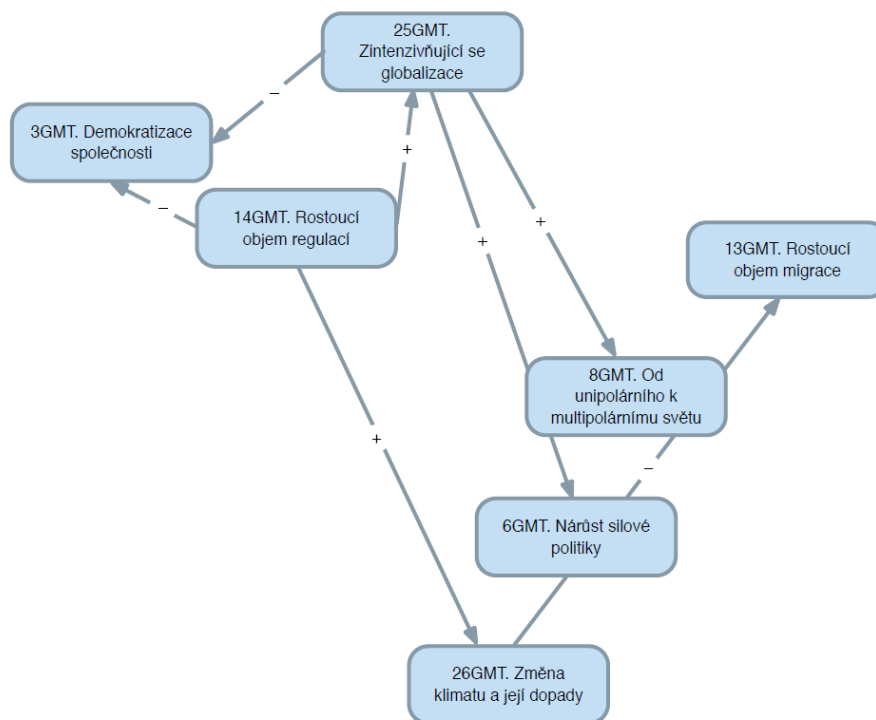 25GMT.
Zintenzivňující se
globalizace
–
3GMT. Demokratizace
společnosti
+
–
14GMT. Rostoucí
objem regulací
+
+
13GMT. Rostoucí
objem migrace
8GMT. Od
unipolárního k
multipolárnímu světu
+
–
6GMT. Nárůst silové
politiky
26GMT. Změna
klimatu a její dopady